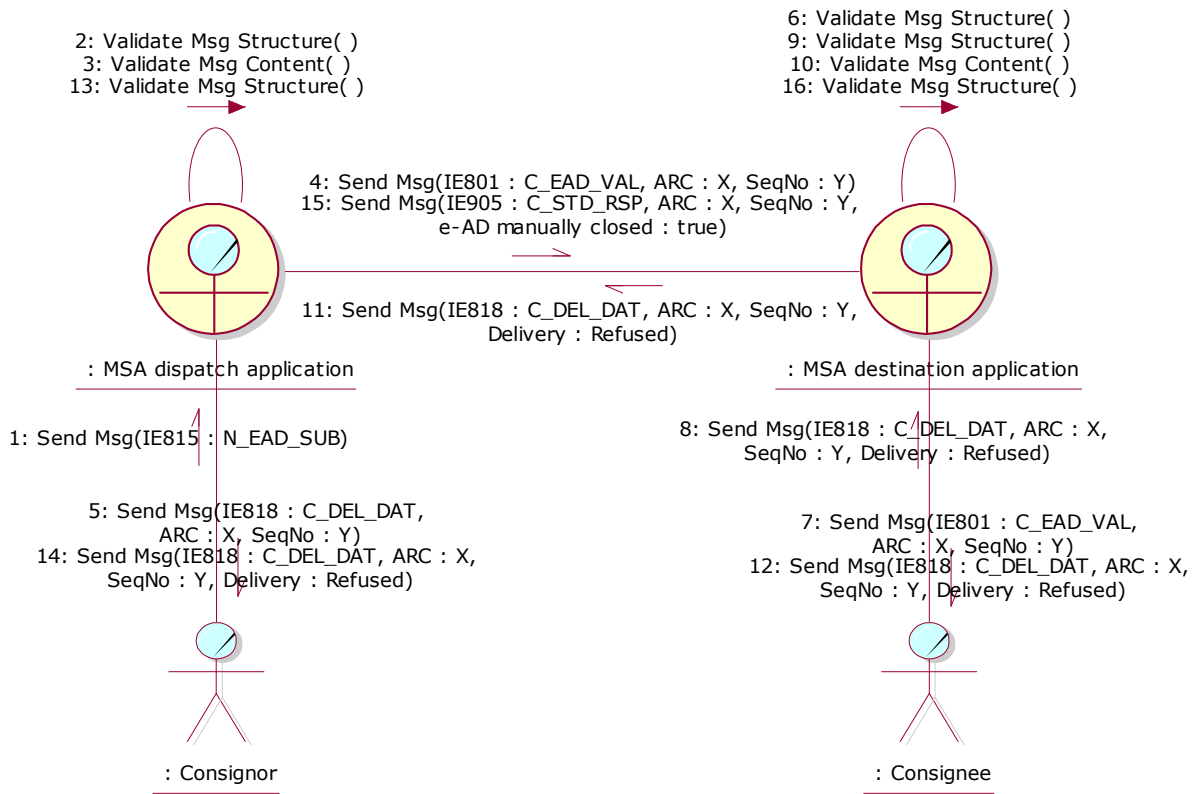 2: Validate Msg Structure( )
3: Validate Msg Content( )
13: Validate Msg Structure( )
6: Validate Msg Structure( )
9: Validate Msg Structure( )
10: Validate Msg Content( )
16: Validate Msg Structure( )
4: Send Msg(IE801 : C_EAD_VAL, ARC : X, SeqNo : Y)
15: Send Msg(IE905 : C_STD_RSP, ARC : X, SeqNo : Y,
e-AD manually closed : true)
11: Send Msg(IE818 : C_DEL_DAT, ARC : X, SeqNo : Y,
Delivery : Refused)
: MSA dispatch application
: MSA destination application
1: Send Msg(IE815 : N_EAD_SUB)
8: Send Msg(IE818 : C_DEL_DAT, ARC : X,
SeqNo : Y, Delivery : Refused)
5: Send Msg(IE818 : C_DEL_DAT,
ARC : X, SeqNo : Y)
14: Send Msg(IE818 : C_DEL_DAT, ARC : X,
SeqNo : Y, Delivery : Refused)
7: Send Msg(IE801 : C_EAD_VAL,
ARC : X, SeqNo : Y)
12: Send Msg(IE818 : C_DEL_DAT, ARC : X,
SeqNo : Y, Delivery : Refused)
: Consignor
: Consignee